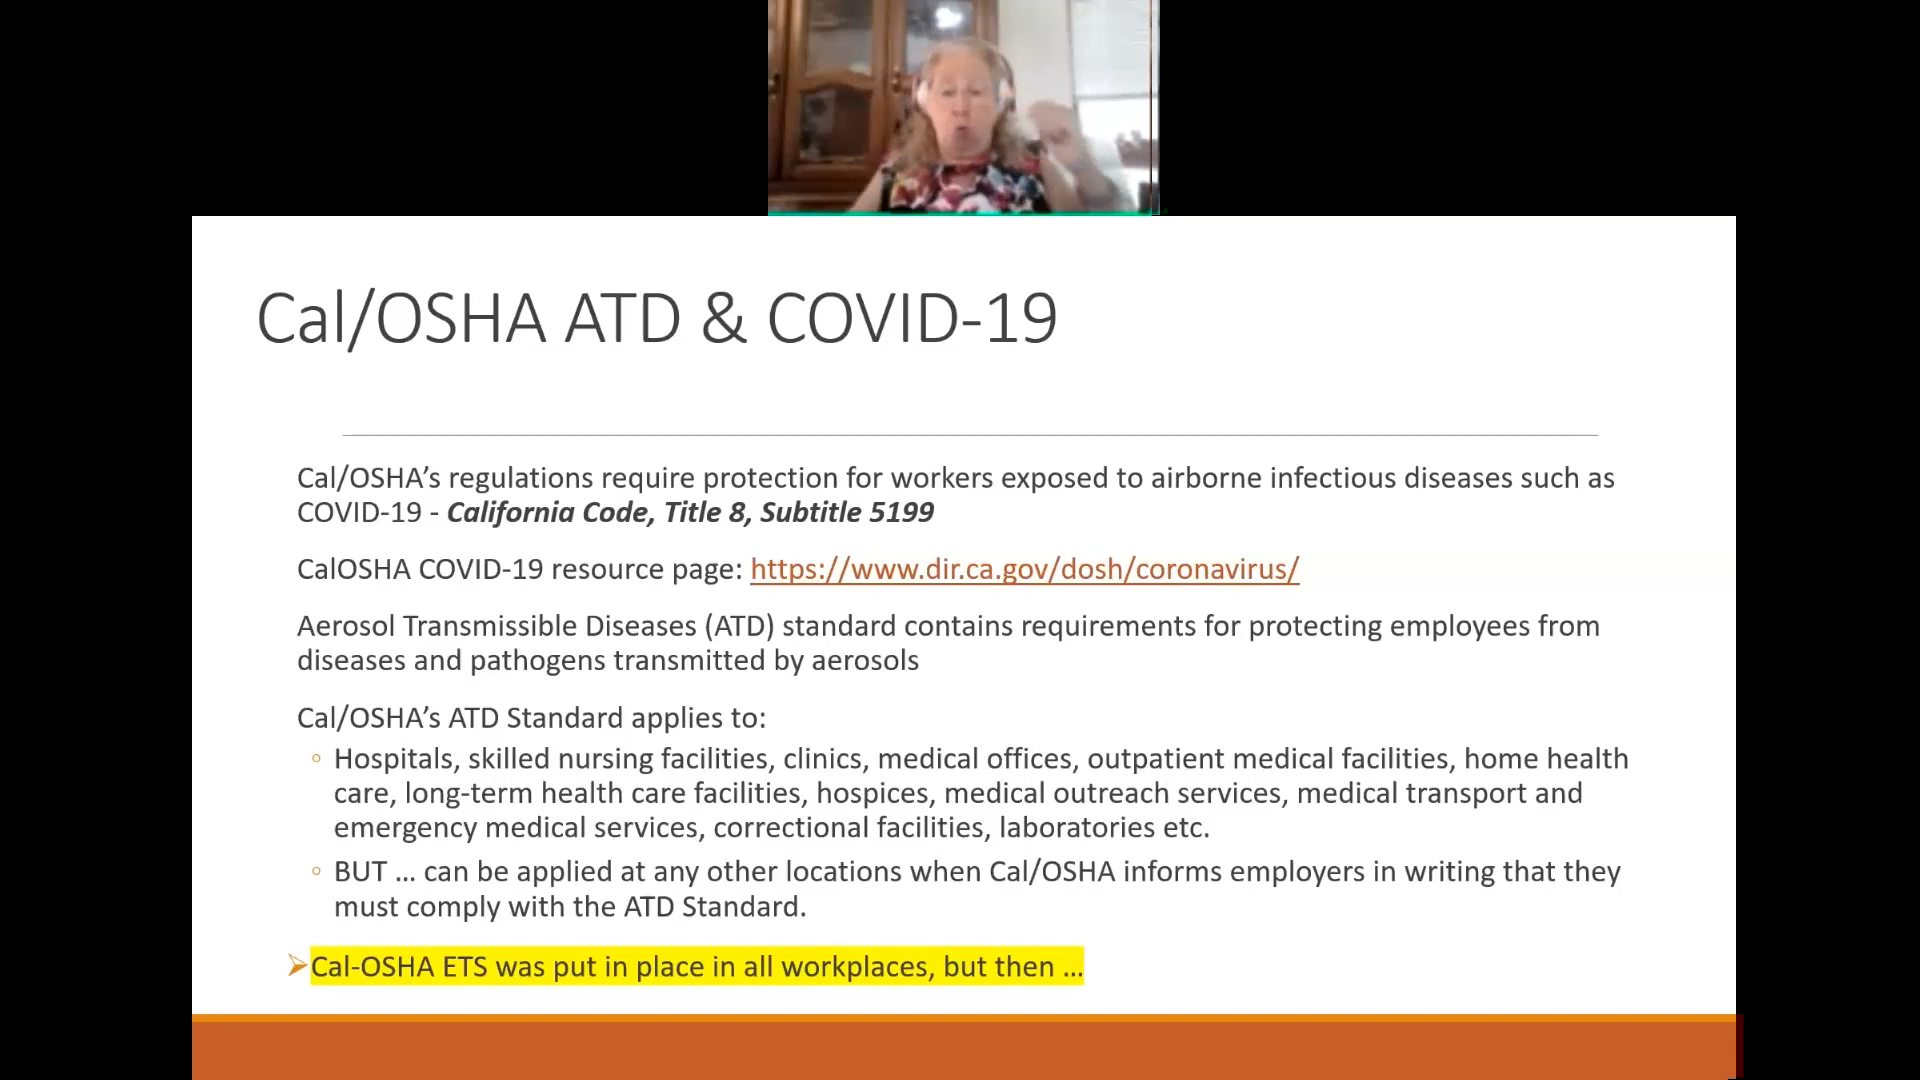 Cal/OSHA ATD & COVID-19
Cal/OSHA’s regulations require protection for workers exposed to airborne infectious diseases such as
COVID-19 - California Code, Title 8, Subtitle 5199
CalOSHA COVID-19 resource page: https://www.dir.ca.gov/dosh/coronavirus/
Aerosol Transmissible Diseases (ATD) standard contains requirements for protecting employees from
diseases and pathogens transmitted by aerosols
Cal/OSHA’s ATD Standard applies to:
◦ Hospitals, skilled nursing facilities, clinics, medical offices, outpatient medical facilities, home health
care, long-term health care facilities, hospices, medical outreach services, medical transport and
emergency medical services, correctional facilities, laboratories etc.
◦ BUT … can be applied at any other locations when Cal/OSHA informs employers in writing that they
must comply with the ATD Standard.
➢Cal-OSHA ETS was put in place in all workplaces, but then …